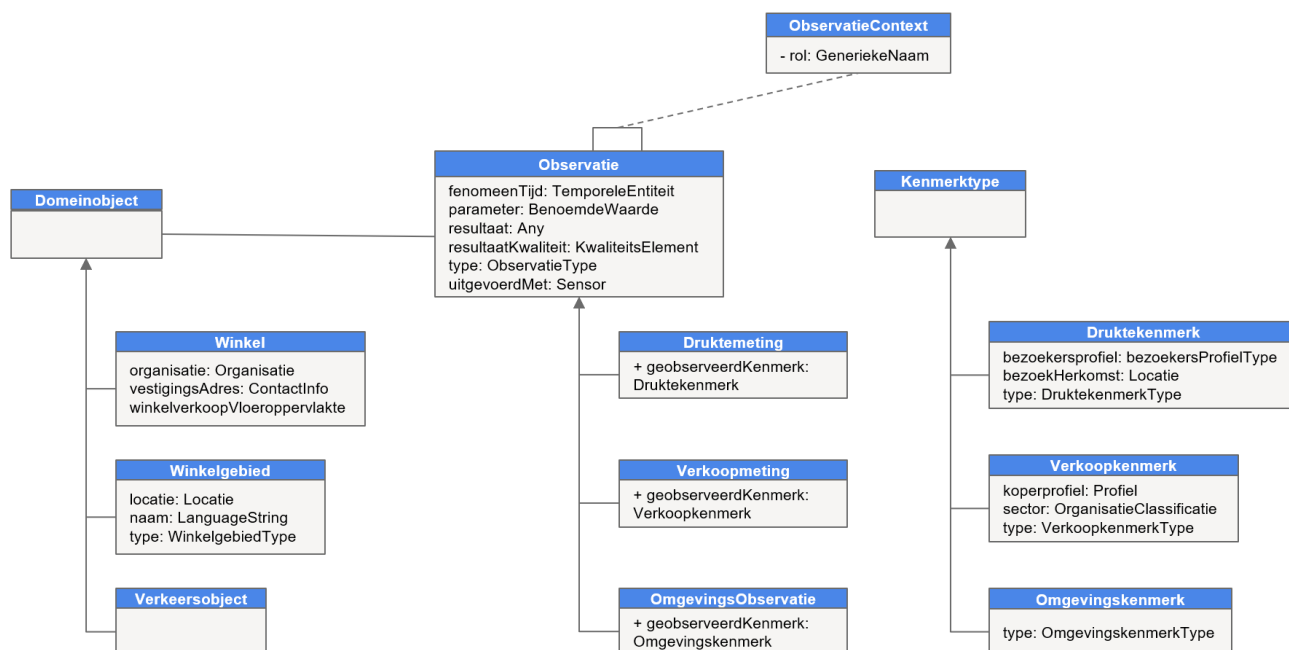 ObservatieContext
- rol: GeneriekeNaam
Observatie
fenomeenTijd: TemporeleEntiteit
parameter: BenoemdeWaarde
resultaat: Any
resultaatKwaliteit: KwaliteitsElement
type: ObservatieType
uitgevoerdMet: Sensor
Domeinobject
Kenmerktype
Winkel
organisatie: Organisatie
vestigingsAdres: ContactInfo
winkelverkoopVloeroppervlakte
Druktemeting
+ geobserveerdKenmerk:
Druktekenmerk
Druktekenmerk
bezoekersprofiel: bezoekersProfielType
bezoekHerkomst: Locatie
type: DruktekenmerkType
Winkelgebied
locatie: Locatie
naam: LanguageString
type: WinkelgebiedType
Verkoopmeting
+ geobserveerdKenmerk:
Verkoopkenmerk
Verkoopkenmerk
koperprofiel: Profiel
sector: OrganisatieClassificatie
type: VerkoopkenmerkType
Verkeersobject
OmgevingsObservatie
+ geobserveerdKenmerk:
Omgevingskenmerk
Omgevingskenmerk
type: OmgevingskenmerkType